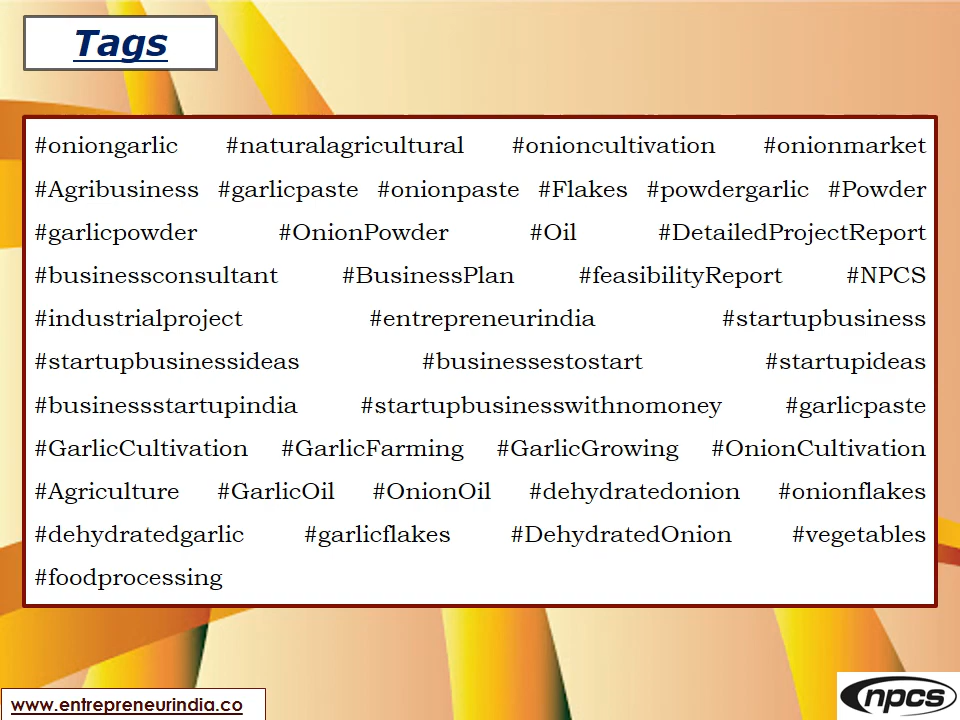 Tags
#oniongarlic #naturalagricultural #onioncultivation #onionmarket
#Agribusiness #garlicpaste #onionpaste #Flakes #powdergarlic #Powder
#garlicpowder #OnionPowder #Oil #DetailedProjectReport
#businessconsultant #BusinessPlan #feasibilityReport #NPCS
#industrialproject #entrepreneurindia #startupbusiness
#startupbusinessideas #businessestostart #startupideas
#businessstartupindia #startupbusinesswithnomoney #garlicpaste
#GarlicCultivation #GarlicFarming #GarlicGrowing #OnionCultivation
#Agriculture #GarlicOil #OnionOil #dehydratedonion #onionflakes
#dehydratedgarlic #garlicflakes #DehydratedOnion #vegetables
#foodprocessing
www.entrepreneurindia.co
npcs